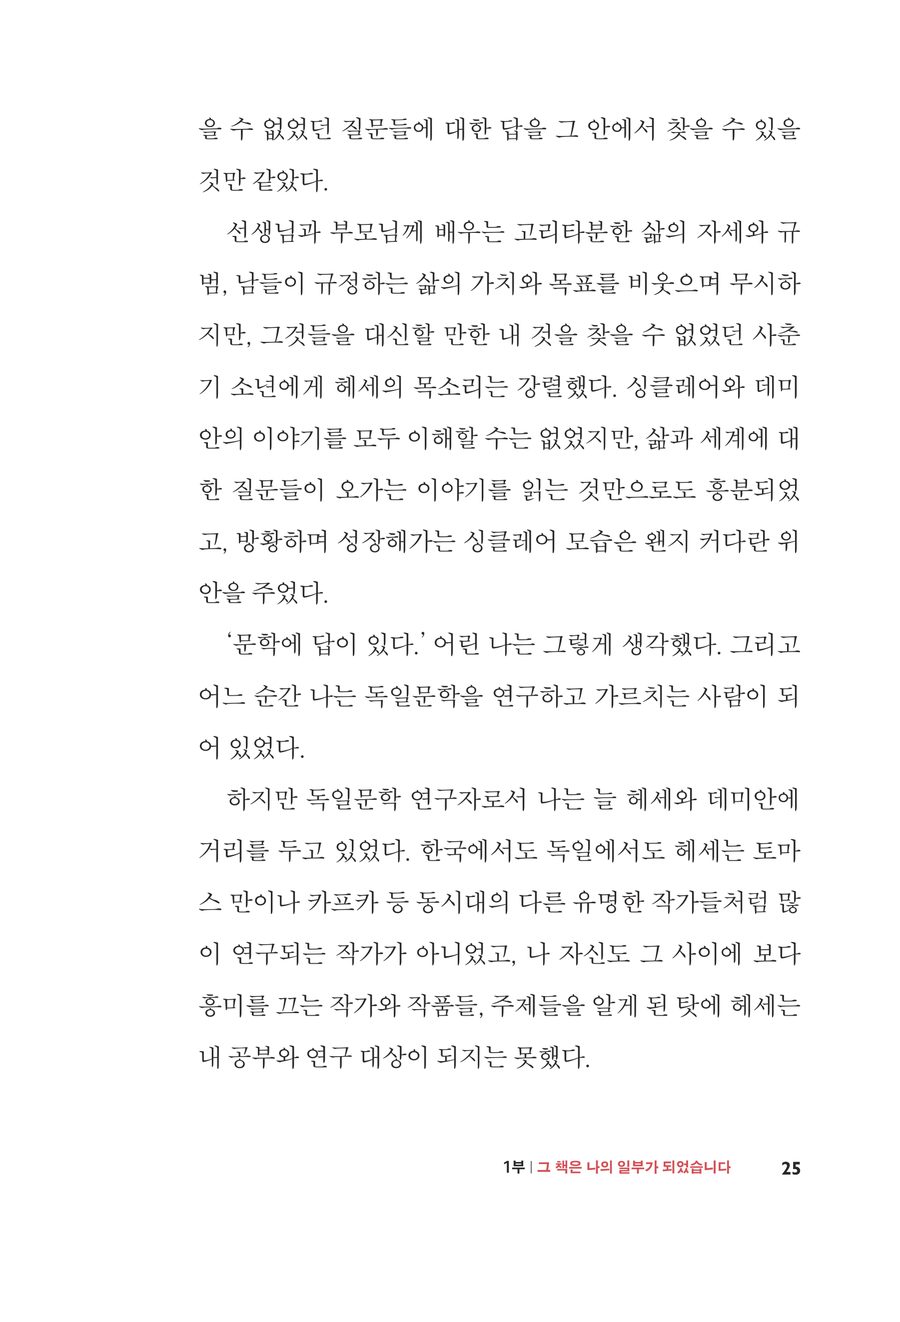 을 수 없었던 질문들에 대한 답을 그 안에서 찾을 수 있을
것만 같았다.
선생님과 부모님께 배우는 고리타분한 삶의 자세와 규
범, 남들이 규정하는 삶의 가치와 목표를 비웃으며 무시하
지만, 그것들을 대신할 만한 내 것을 찾을 수 없었던 사춘
기 소년에게 헤세의 목소리는 강렬했다. 싱클레어와 데미
안의 이야기를 모두 이해할 수는 없었지만, 삶과 세계에 대
한 질문들이 오가는 이야기를 읽는 것만으로도 흥분되었
고, 방황하며 성장해가는 싱클레어 모습은 왠지 커다란 위
안을 주었다.
‘문학에 답이 있다.’ 어린 나는 그렇게 생각했다. 그리고
어느 순간 나는 독일문학을 연구하고 가르치는 사람이 되
어 있었다.
하지만 독일문학 연구자로서 나는 늘 헤세와 데미안에
거리를 두고 있었다. 한국에서도 독일에서도 헤세는 토마
스 만이나 카프카 등 동시대의 다른 유명한 작가들처럼 많
이 연구되는 작가가 아니었고, 나 자신도 그 사이에 보다
흥미를 끄는 작가와 작품들, 주제들을 알게 된 탓에 헤세는
내 공부와 연구 대상이 되지는 못했다.
1부 | 그 책은 나의 일부가 되었습니다 25